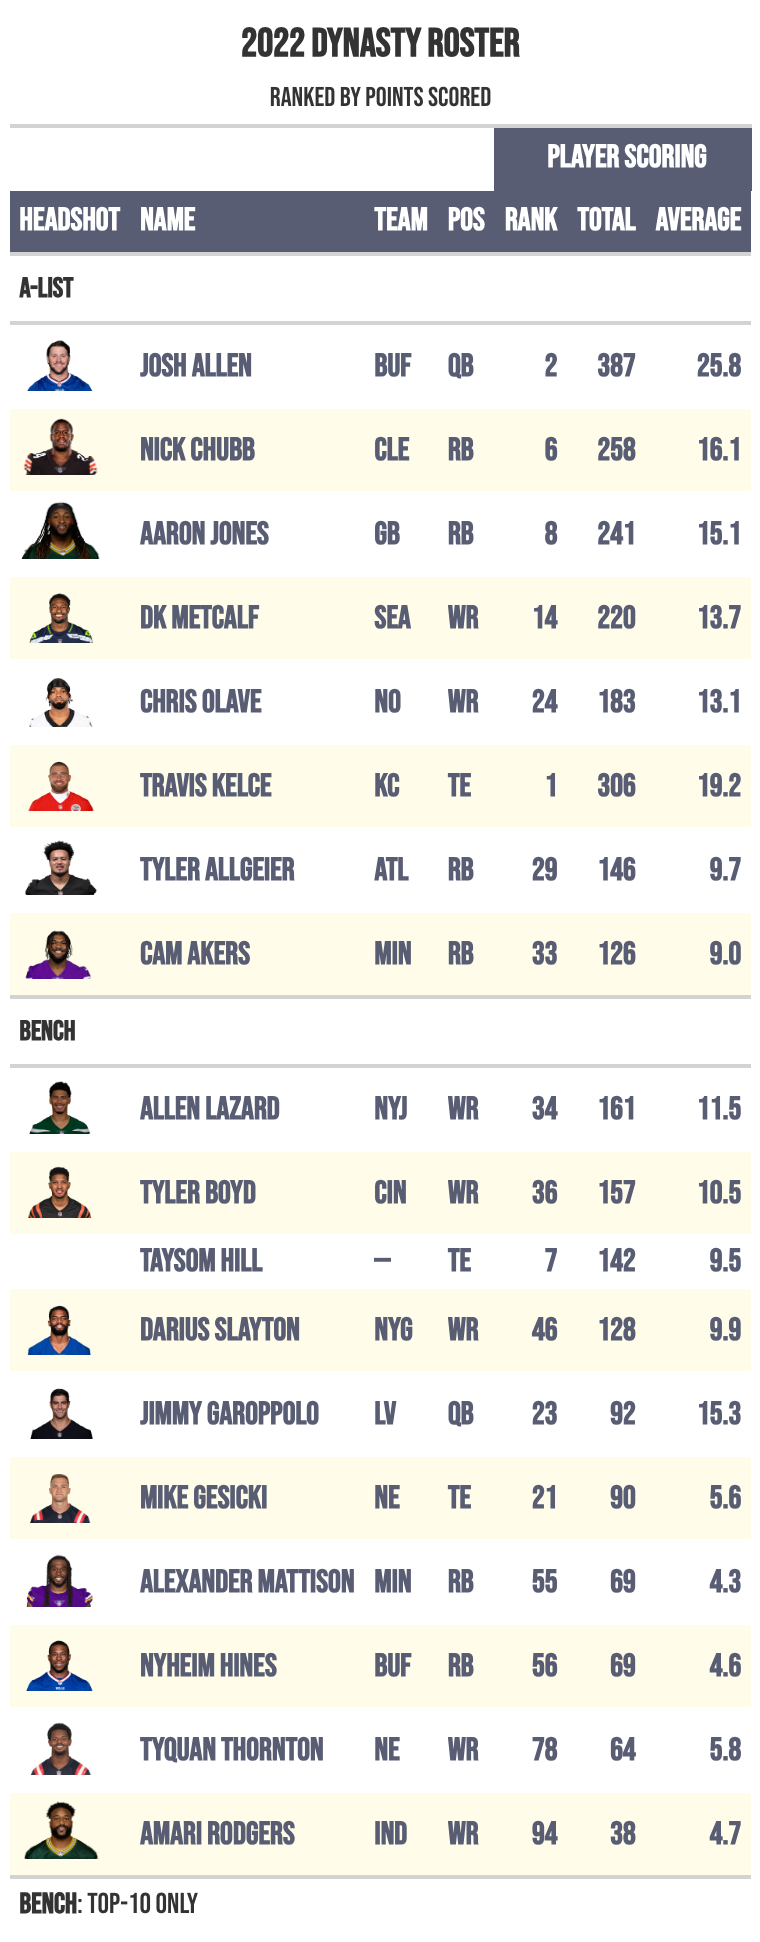 2022 DYNASTY ROSTER
RANKED BY POINTS SCORED
PLAYER SCORING
HEADSHOT NAME TEAM POS RANK TOTAL AVERAGE
A-LIST
JOSH ALLEN BUF QB 2 387 25.8
NICK CHUBB CLE RB 6 258 16.1
AARON JONES GB RB 8 241 15.1
DK METCALF SEA WR 14 220 13.7
CHRIS OLAVE NO WR 24 183 13.1
TRAVIS KELCE KC TE 1 306 19.2
TYLER ALLGEIER ATL RB 29 146 9.7
CAM AKERS MIN RB 33 126 9.0
BENCH
ALLEN LAZARD NYJ WR 34 161 11.5
TYLER BOYD CIN WR 36 157 10.5
TAYSOM HILL — TE 7 142 9.5
DARIUS SLAYTON NYG WR 46 128 9.9
JIMMY GAROPPOLO LV QB 23 92 15.3
MIKE GESICKI NE TE 21 90 5.6
ALEXANDER MATTISON MIN RB 55 69 4.3
NYHEIM HINES BUF RB 56 69 4.6
TYQUAN THORNTON NE WR 78 64 5.8
AMARI RODGERS IND WR 94 38 4.7
BENCH: TOP-10 ONLY